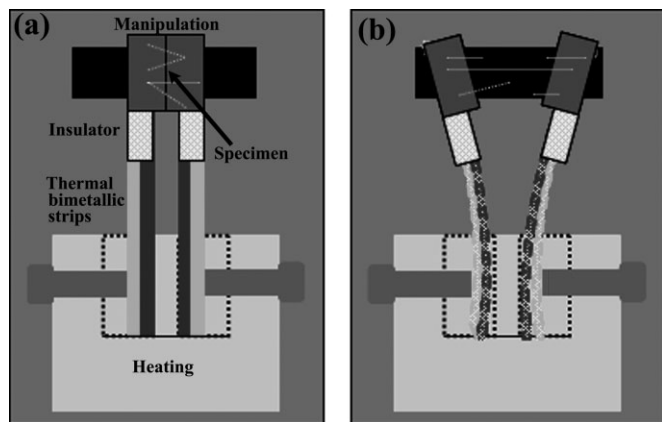 (a)
Manipulation
Insulator
Specimen
Thermal
bimetallic
strips
Heating
(b)